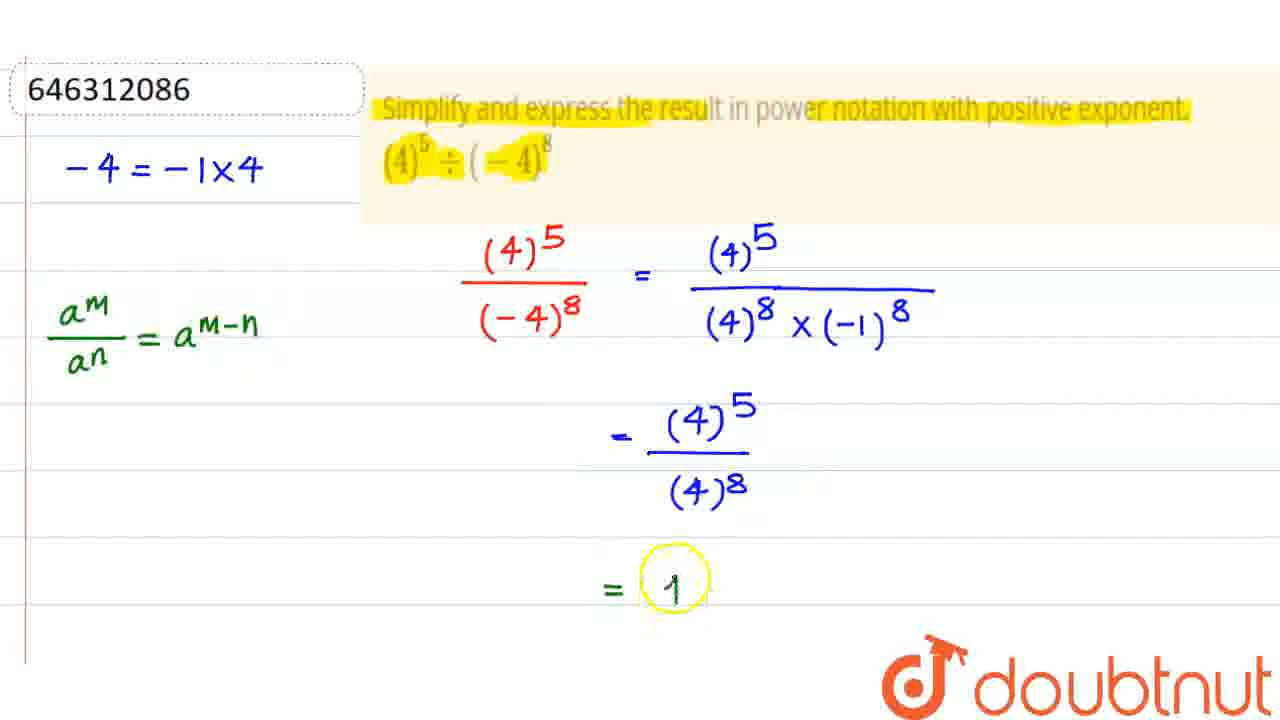 646312086
Simplify and express the result in power notation with positive exponent.
(4)^5 ÷ (−4)^8
−4 = −1×4
(4)^5 / (−4)^8 = (4)^5 / (4)^8 × (−1)^8
a^m / a^n = a^m−n
= (4)^5 / (4)^8
= 1
doubtnut